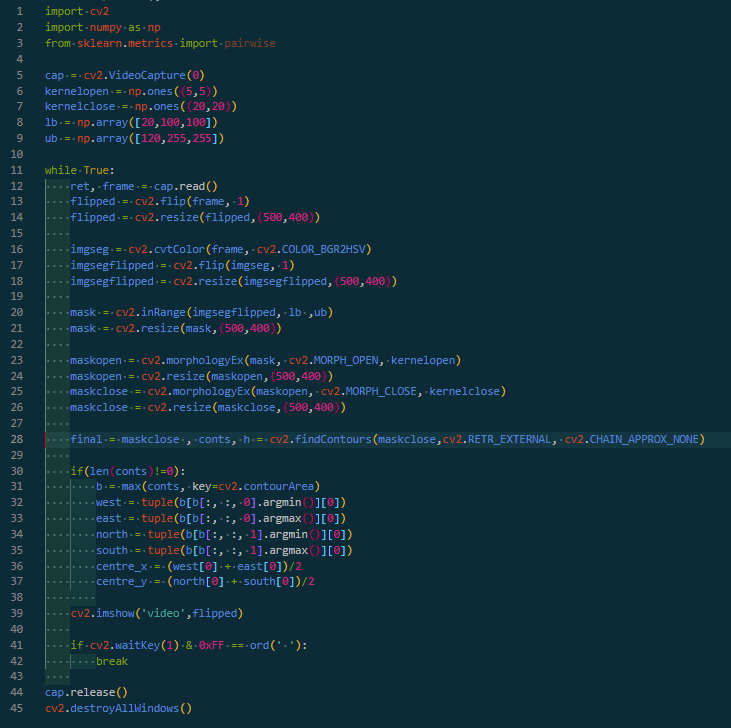 1 import cv2
2 import numpy as np
3 from sklearn.metrics import pairwise
4
5 cap = cv2.VideoCapture(0)
6 kernelopen = np.ones((5,5))
7 kernelclose = np.ones((20,20))
8 lb = np.array([20,100,100])
9 ub = np.array([120,255,255])
10
11 while True:
12     ret, frame = cap.read()
13     flipped = cv2.flip(frame, 1)
14     flipped = cv2.resize(flipped,(500,400))
15
16     imgseg = cv2.cvtColor(frame, cv2.COLOR_BGR2HSV)
17     imgsegflipped = cv2.flip(imgseg, 1)
18     imgsegflipped = cv2.resize(imgsegflipped,(500,400))
19
20     mask = cv2.inRange(imgsegflipped, lb ,ub)
21     mask = cv2.resize(mask,(500,400))
22
23     maskopen = cv2.morphologyEx(mask, cv2.MORPH_OPEN, kernelopen)
24     maskopen = cv2.resize(maskopen,(500,400))
25     maskclose = cv2.morphologyEx(maskopen, cv2.MORPH_CLOSE, kernelclose)
26     maskclose = cv2.resize(maskclose,(500,400))
27
28     final = maskclose , conts, h = cv2.findContours(maskclose,cv2.RETR_EXTERNAL, cv2.CHAIN_APPROX_NONE)
29
30     if(len(conts)!=0):
31         b = max(conts, key=cv2.contourArea)
32         west = tuple(b[b[:, :, 0].argmin()][0])
33         east = tuple(b[b[:, :, 0].argmax()][0])
34         north = tuple(b[b[:, :, 1].argmin()][0])
35         south = tuple(b[b[:, :, 1].argmax()][0])
36         centre_x = (west[0] + east[0])/2
37         centre_y = (north[0] + south[0])/2
38
39     cv2.imshow('video',flipped)
40
41     if cv2.waitKey(1) & 0xFF == ord(' '):
42         break
43
44 cap.release()
45 cv2.destroyAllWindows()